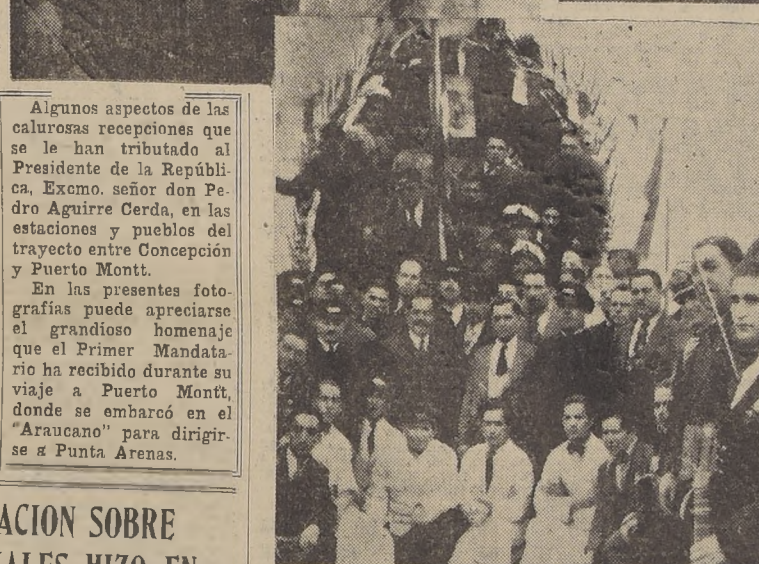 Algunos aspectos de las
calurosas recepciones que
se le han tributado al
Presidente de la Repúbli-
ca, Excmo. señor don Pe-
dro Aguirre Cerda, en las
estaciones y pueblos del
trayecto entre Concepción
y Puerto Montt.
En las presentes foto-
grafías puede apreciarse
el grandioso homenaje
que el Primer Mandata-
rio ha recibido durante su
viaje a Puerto Montt,
donde se embarcó en el
"Araucano" para dirigir-
se a Punta Arenas.
ACION SOBRE
ALES HIZO EN